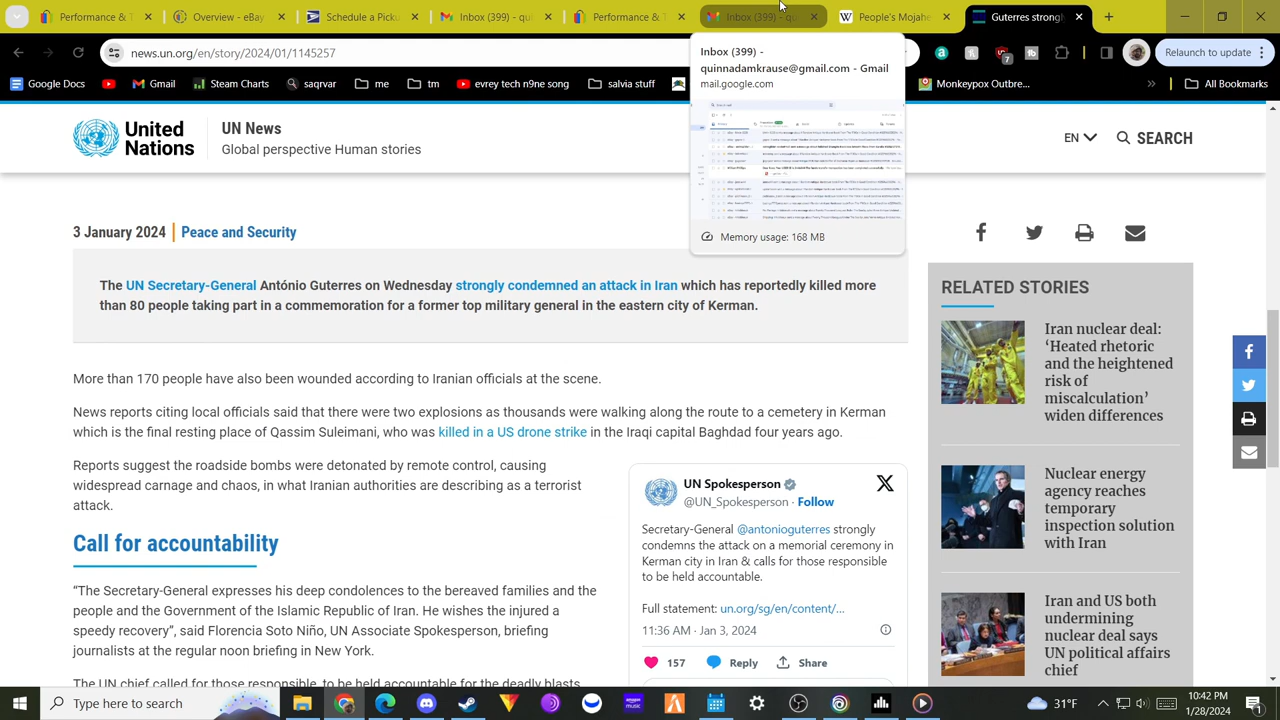 Performance & T
Overview - eBay
Schedule a Picku
Inbox (399) - qui
Performance & T
Inbox (399) - qui
People's Mojahe
Guterres strongl
news.un.org/en/story/2024/01/1145257
7
Relaunch to update
Google Docs
Gmail
Steam Charts
saqrvar
me
tm
evrey tech n9ne song
salvia stuff
Monkeypox Outbre...
All Bookmarks
Inbox (399) -
quinnadamkrause@gmail.com - Gmail
mail.google.com
Memory usage: 168 MB
United
UN News
Global perspective Human stories
EN
SEARCH
3 January 2024
Peace and Security
The UN Secretary-General António Guterres on Wednesday strongly condemned an attack in Iran which has reportedly killed more
than 80 people taking part in a commemoration for a former top military general in the eastern city of Kerman.
More than 170 people have also been wounded according to Iranian officials at the scene.
News reports citing local officials said that there were two explosions as thousands were walking along the route to a cemetery in Kerman
which is the final resting place of Qassim Suleimani, who was killed in a US drone strike in the Iraqi capital Baghdad four years ago.
Reports suggest the roadside bombs were detonated by remote control, causing
widespread carnage and chaos, in what Iranian authorities are describing as a terrorist
attack.
Call for accountability
“The Secretary-General expresses his deep condolences to the bereaved families and the
people and the Government of the Islamic Republic of Iran. He wishes the injured a
speedy recovery”, said Florencia Soto Niño, UN Associate Spokesperson, briefing
journalists at the regular noon briefing in New York.
The UN chief called for those responsible, to be held accountable for the deadly blasts
UN Spokesperson
@UN_Spokesperson · Follow
Secretary-General @antonioguterres strongly
condemns the attack on a memorial ceremony in
Kerman city in Iran & calls for those responsible
to be held accountable.
Full statement: un.org/sg/en/content/...
11:36 AM · Jan 3, 2024
157
Reply
Share
RELATED STORIES
Iran nuclear deal:
‘Heated rhetoric
and the heightened
risk of
miscalculation’
widen differences
Nuclear energy
agency reaches
temporary
inspection solution
with Iran
Iran and US both
undermining
nuclear deal says
UN political affairs
chief
Type here to search
31°F
10:42 PM
1/28/2024